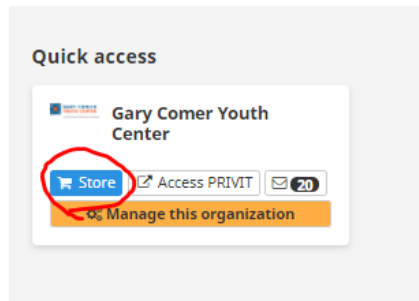 Quick access
Gary Comer Youth
Center
Store Access PRIVIT 20
Manage this organization